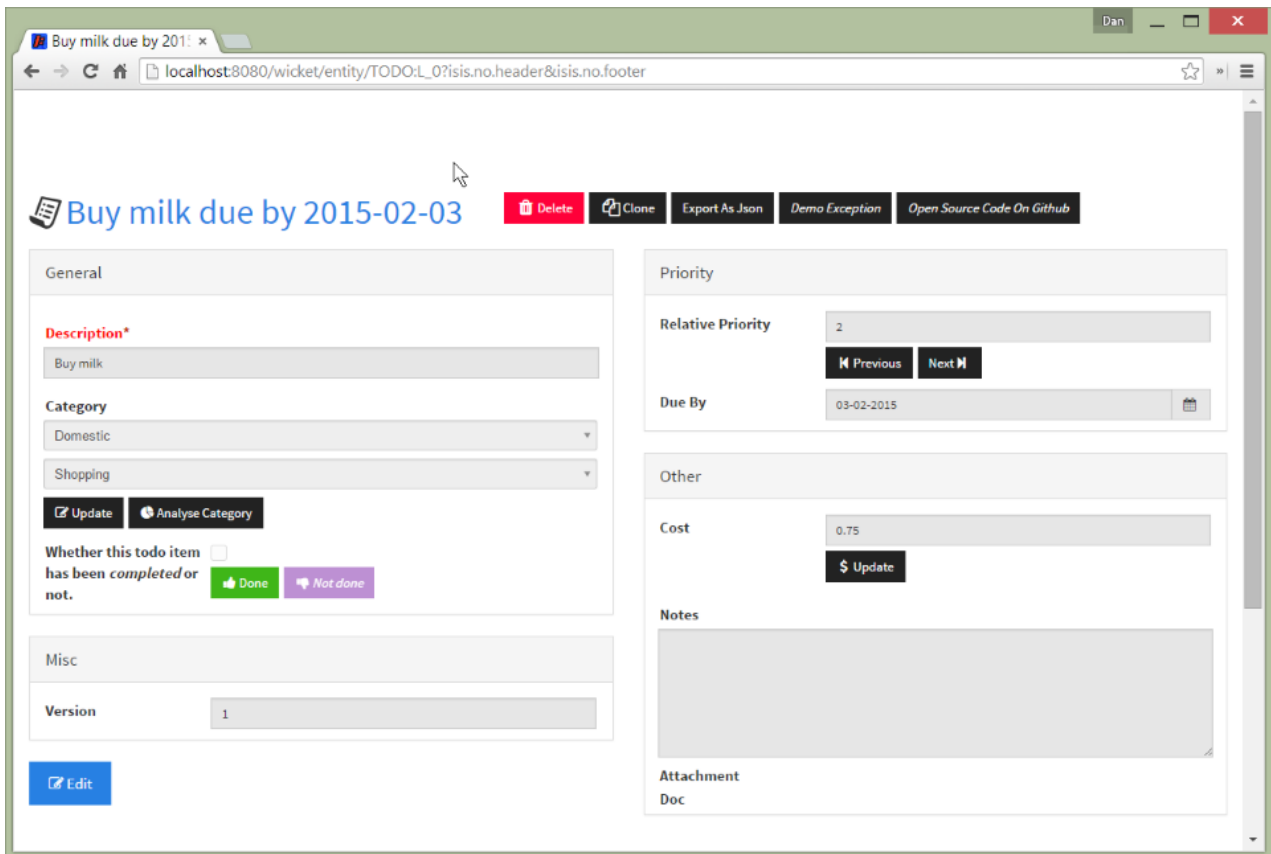 Dan
Buy milk due by 201
localhost:8080/wicket/entity/TODO:L_0?isis.no.header&isis.no.footer
Buy milk due by 2015-02-03
Delete
Clone
Export As Json
Demo Exception
Open Source Code On Github
General
Description*
Buy milk
Category
Domestic
Shopping
Update
Analyse Category
Whether this todo item
has been completed or
not.
Done
Not done
Misc
Version
1
Edit
Priority
Relative Priority
2
Previous
Next
Due By
03-02-2015
Other
Cost
0.75
$ Update
Notes
Attachment
Doc